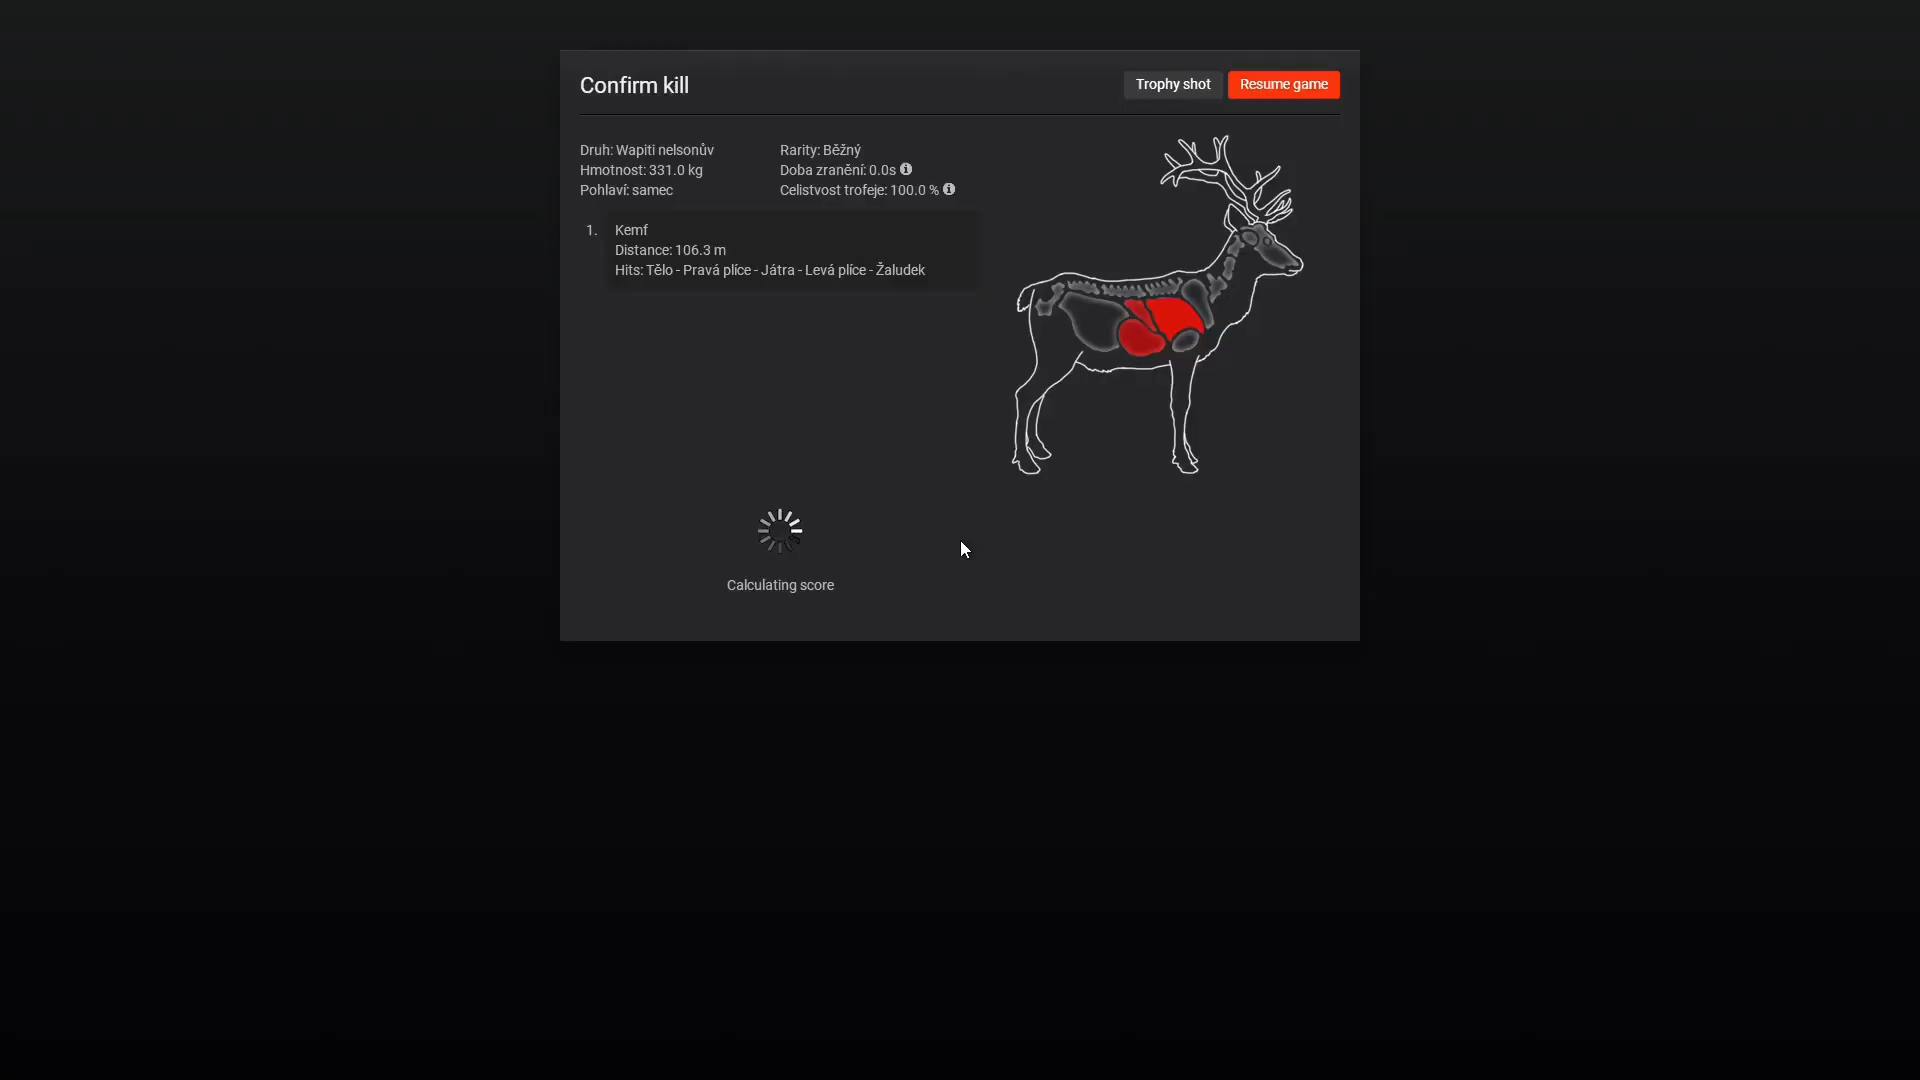 Confirm kill
Trophy shot
Resume game
Druh: Wapiti nelsonův
Hmotnost: 331.0 kg
Pohlaví: samec
Rarity: Běžný
Doba zranění: 0.0s
Celistvost trofeje: 100.0 %
1.
Kemf
Distance: 106.3 m
Hits: Tělo - Pravá plíce - Játra - Levá plíce - Žaludek
Calculating score